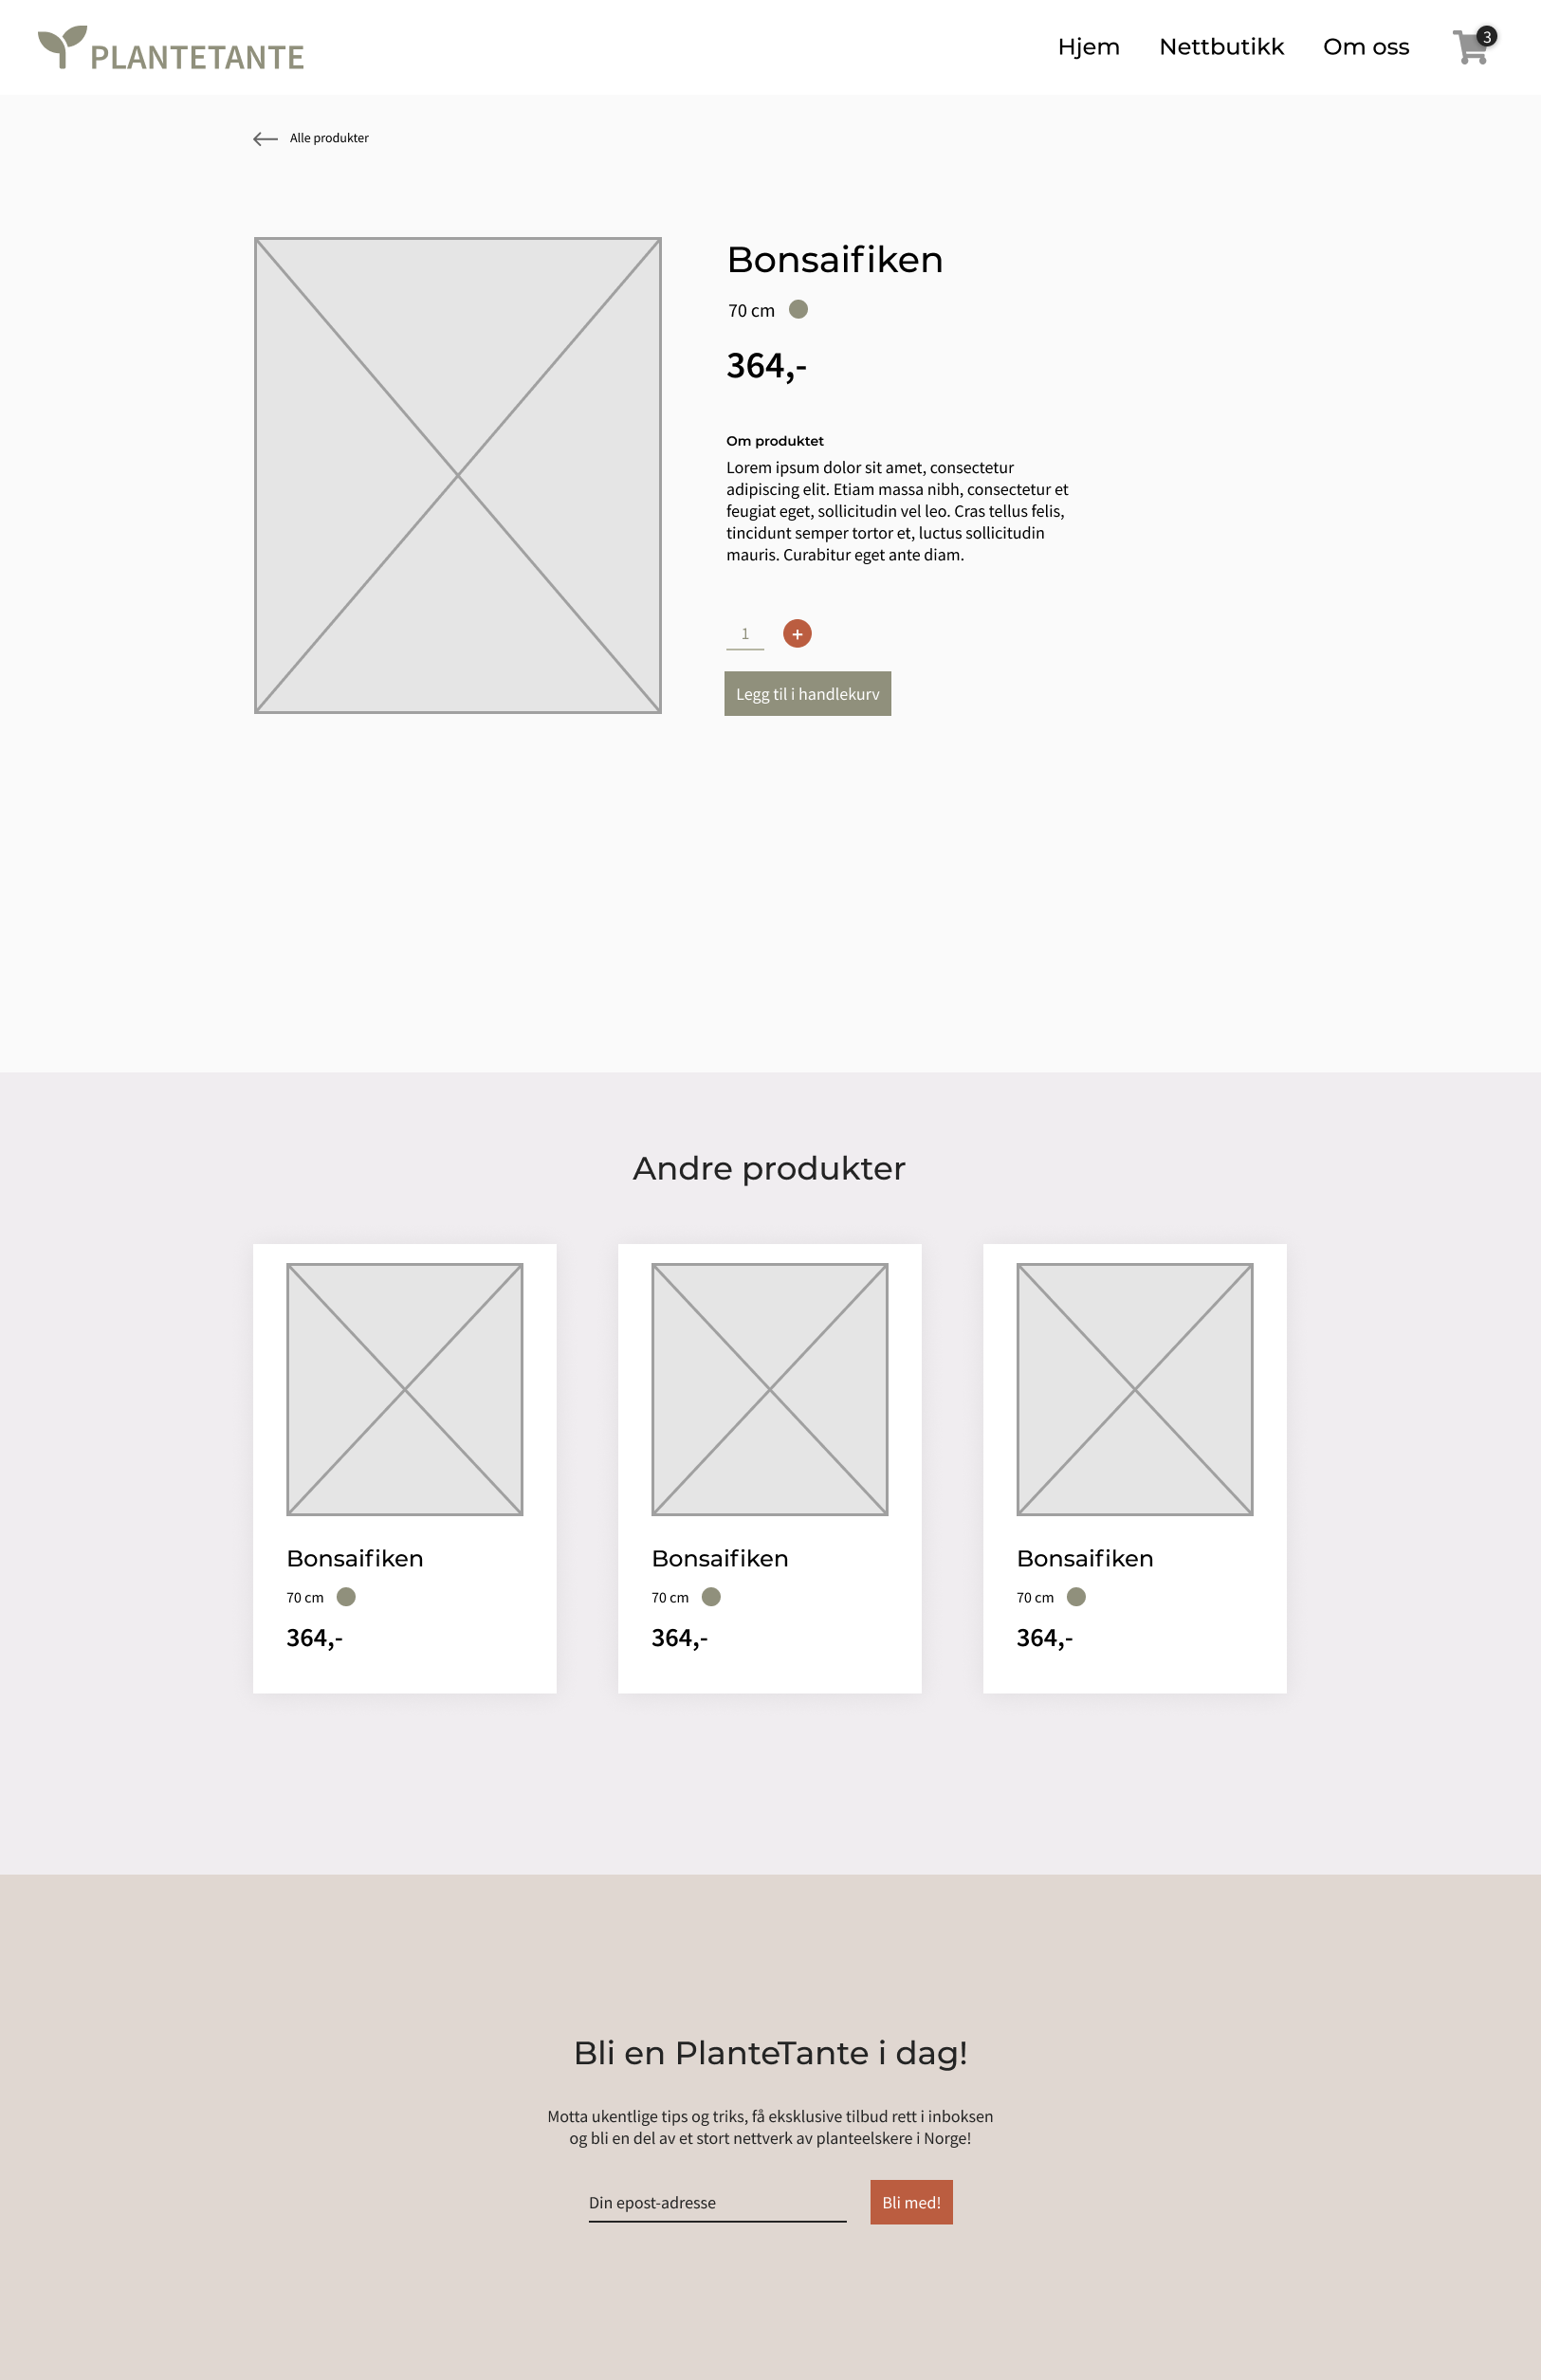 PLANTETANTE
Hjem
Nettbutikk
Om oss
3
Alle produkter
Bonsaifiken
70 cm
364,-
Om produktet
Lorem ipsum dolor sit amet, consectetur
adipiscing elit. Etiam massa nibh, consectetur et
feugiat eget, sollicitudin vel leo. Cras tellus felis,
tincidunt semper tortor et, luctus sollicitudin
mauris. Curabitur eget ante diam.
1
+
Legg til i handlekurv
Andre produkter
Bonsaifiken
70 cm
364,-
Bonsaifiken
70 cm
364,-
Bonsaifiken
70 cm
364,-
Bli en PlanteTante i dag!
Motta ukentlige tips og triks, få eksklusive tilbud rett i inboksen
og bli en del av et stort nettverk av planteelskere i Norge!
Din epost-adresse
Bli med!